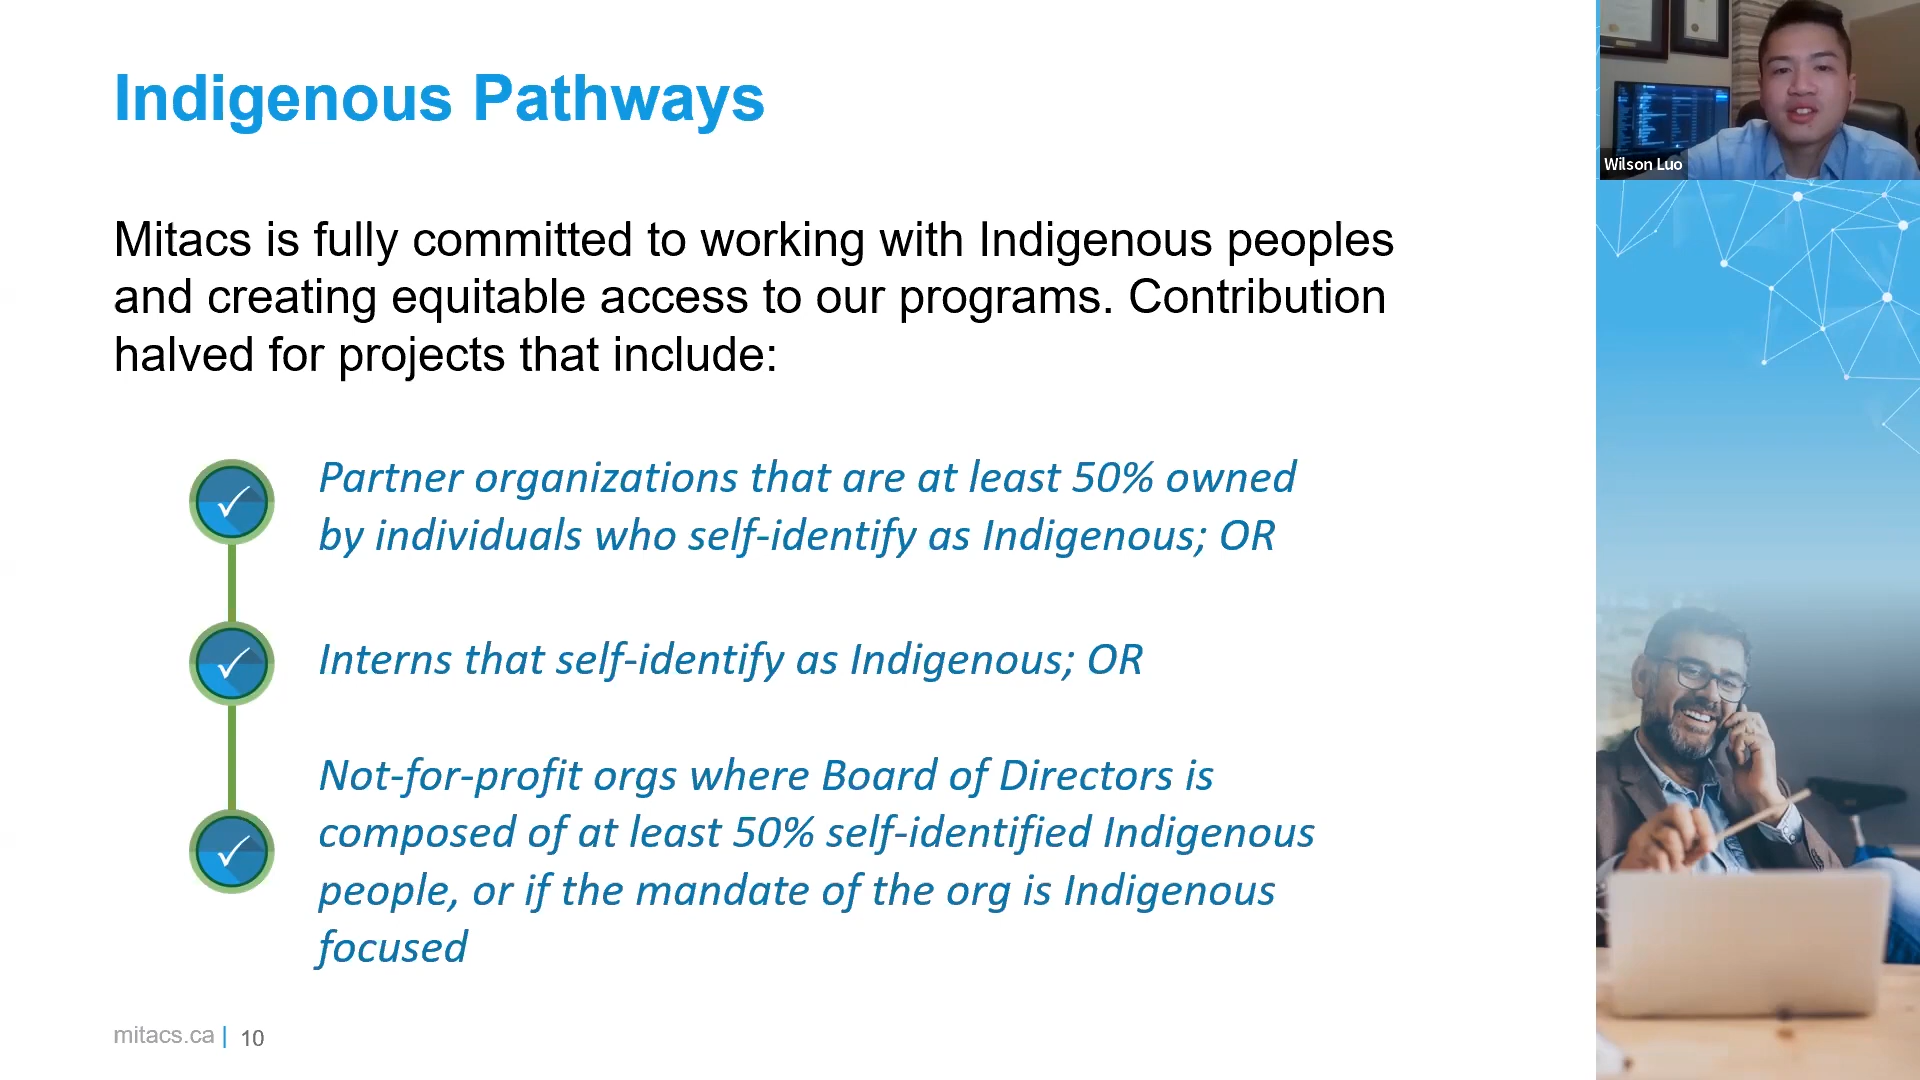 Indigenous Pathways
Mitacs is fully committed to working with Indigenous peoples
and creating equitable access to our programs. Contribution
halved for projects that include:
Partner organizations that are at least 50% owned
by individuals who self-identify as Indigenous; OR
Interns that self-identify as Indigenous; OR
Not-for-profit orgs where Board of Directors is
composed of at least 50% self-identified Indigenous
people, or if the mandate of the org is Indigenous
focused
mitacs.ca | 10
Wilson Luo